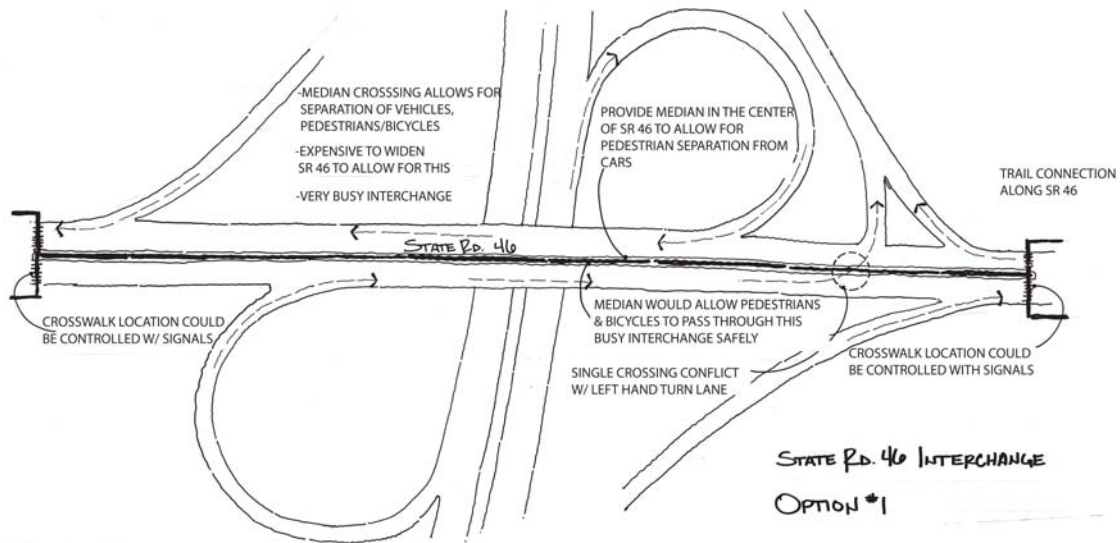 -MEDIAN CROSSSING ALLOWS FOR
SEPARATION OF VEHICLES,
PEDESTRIANS/BICYCLES
-EXPENSIVE TO WIDEN
SR 46 TO ALLOW FOR THIS
-VERY BUSY INTERCHANGE
PROVIDE MEDIAN IN THE CENTER
OF SR 46 TO ALLOW FOR
PEDESTRIAN SEPARATION FROM
CARS
TRAIL CONNECTION
ALONG SR 46
STATE RD. 46
CROSSWALK LOCATION COULD
BE CONTROLLED W/ SIGNALS
MEDIAN WOULD ALLOW PEDESTRIANS
& BICYCLES TO PASS THROUGH THIS
BUSY INTERCHANGE SAFELY
SINGLE CROSSING CONFLICT
W/ LEFT HAND TURN LANE
CROSSWALK LOCATION COULD
BE CONTROLLED WITH SIGNALS
STATE RD. 46 INTERCHANGE
OPTION #1